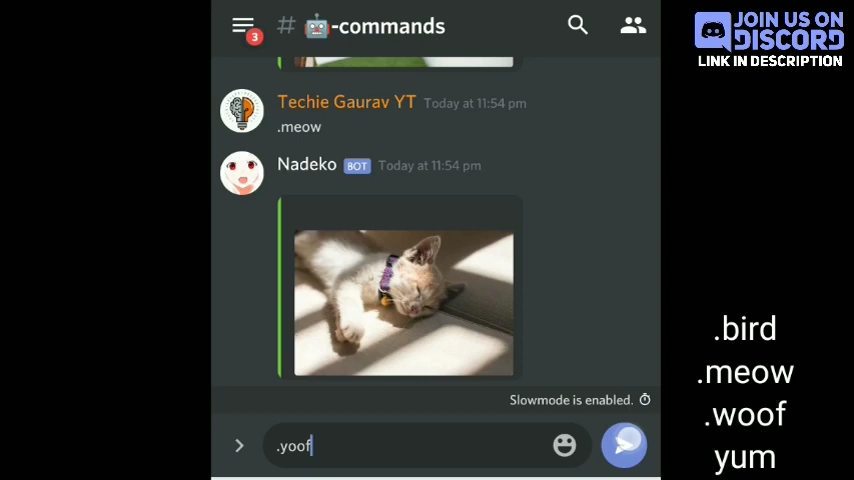 # 🤖-commands
3
JOIN US ON
DISCORD
LINK IN DESCRIPTION
Techie Gaurav YT Today at 11:54 pm
.meow
Nadeko BOT Today at 11:54 pm
Slowmode is enabled.
.yoof
.bird
.meow
.woof
yum